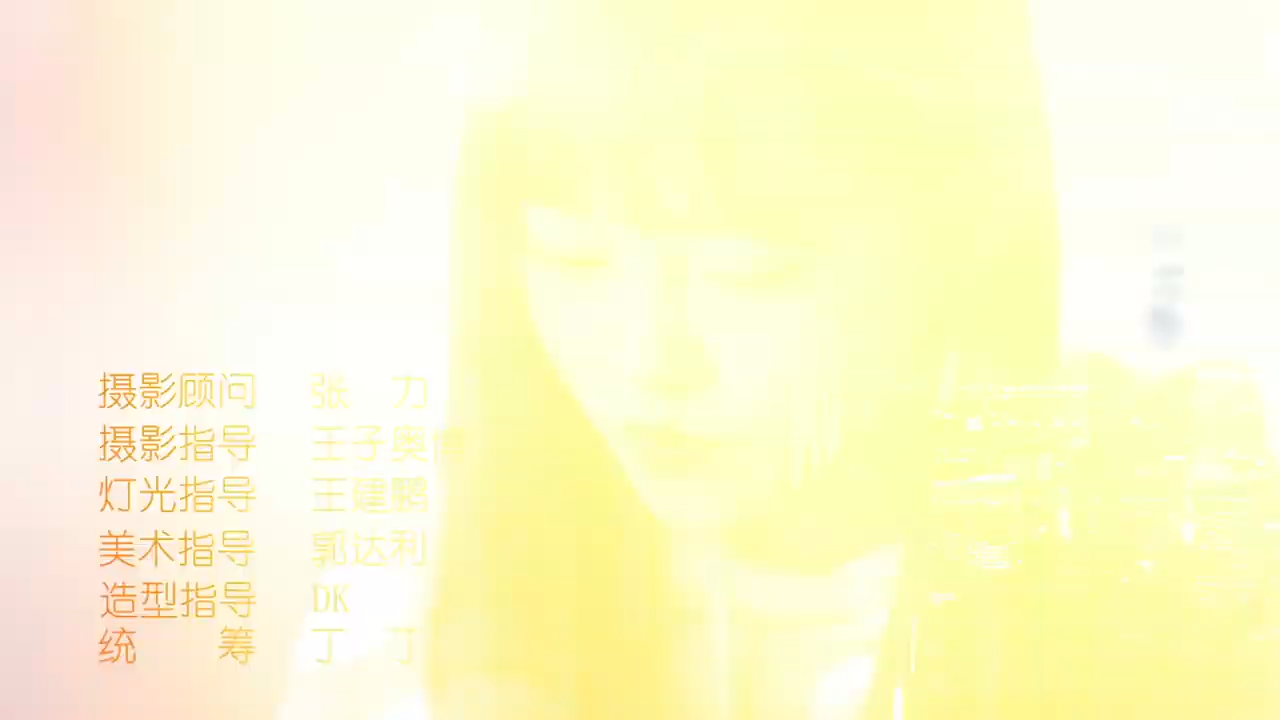 摄影顾问 张 力
摄影指导 王子奥
灯光指导 王建鹏
美术指导 郭达利
造型指导 DK
统 筹 丁 丁